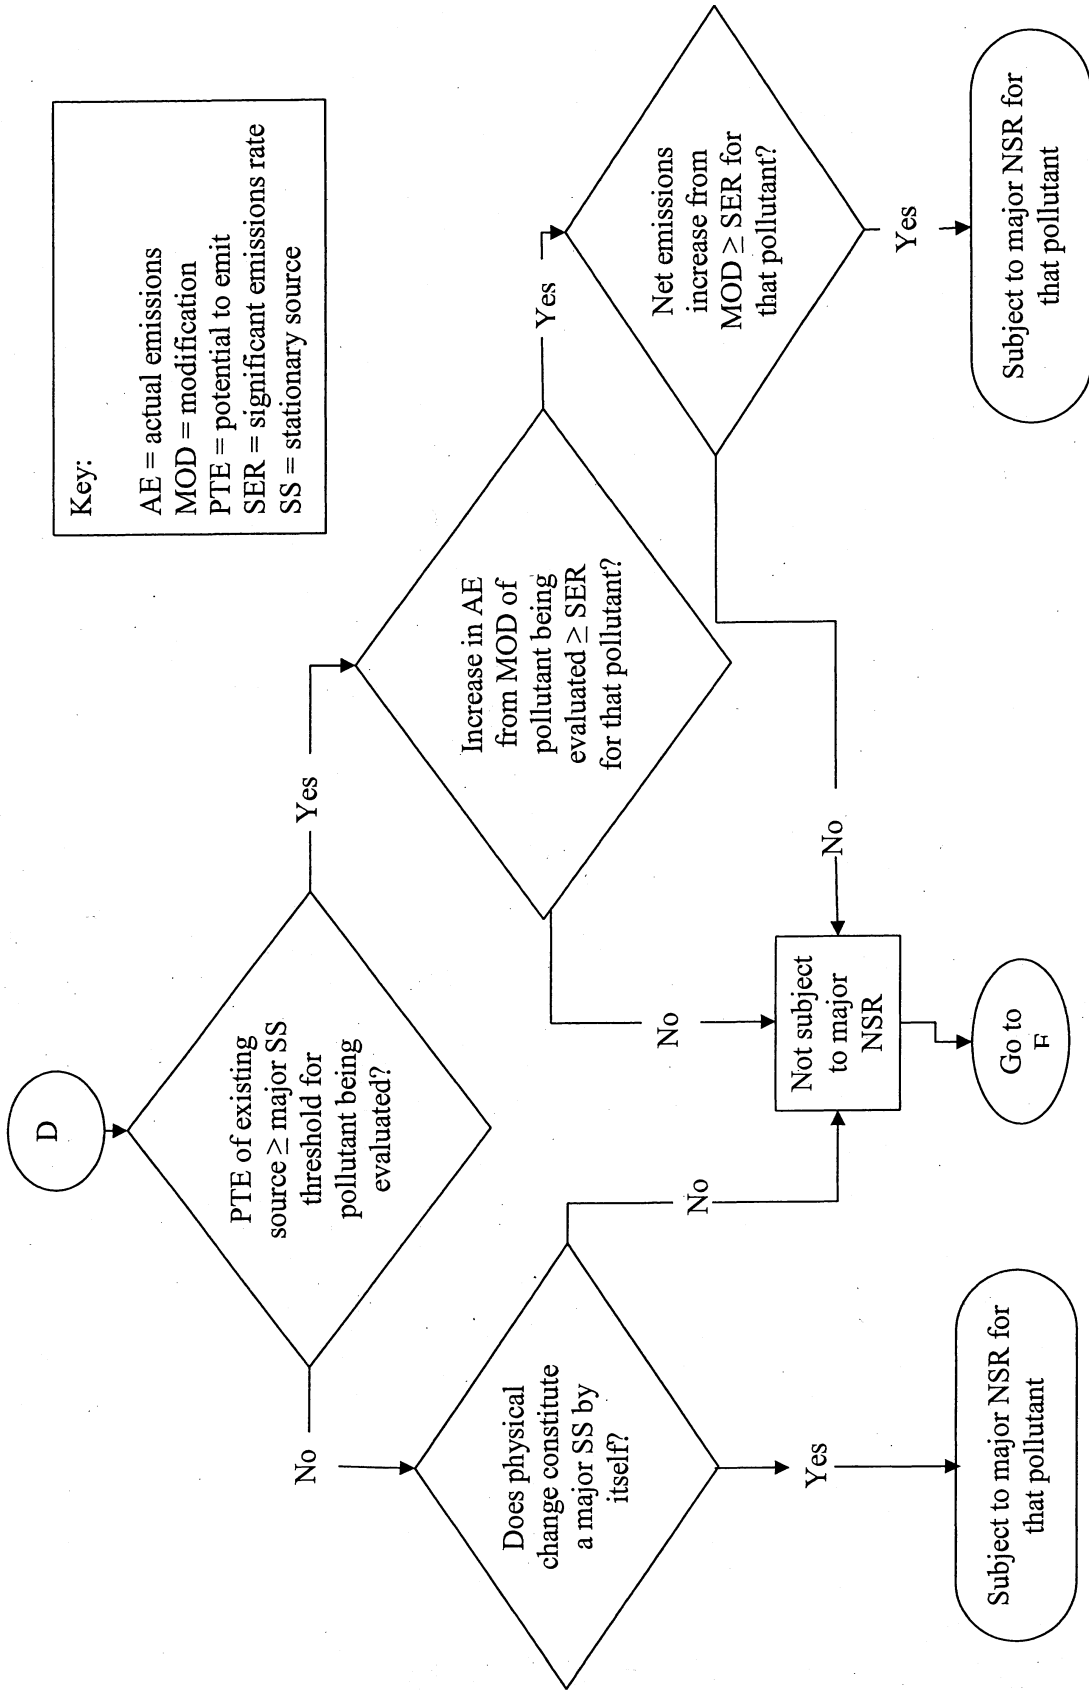 Key:
AE = actual emissions
MOD = modification
PTE = potential to emit
SER = significant emissions rate
SS = stationary source
D
PTE of existing
source ≥ major SS
threshold for
pollutant being
evaluated?
No
Yes
Does physical
change constitute
a major SS by
itself?
No
Yes
Increase in AE
from MOD of
pollutant being
evaluated ≥ SER
for that pollutant?
No
Yes
Net emissions
increase from
MOD ≥ SER for
that pollutant?
No
Yes
Not subject
to major
NSR
Subject to major NSR for
that pollutant
Go to
Subject to major NSR for
that pollutant